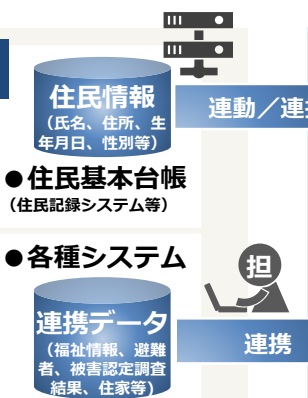 住民情報
（氏名、住所、生
年月日、性別等）
連動／連
●住民基本台帳
（住民記録システム等）
●各種システム
担
連携データ
（福祉情報、避難
者、被害認定調査
結果、住家等）
連携